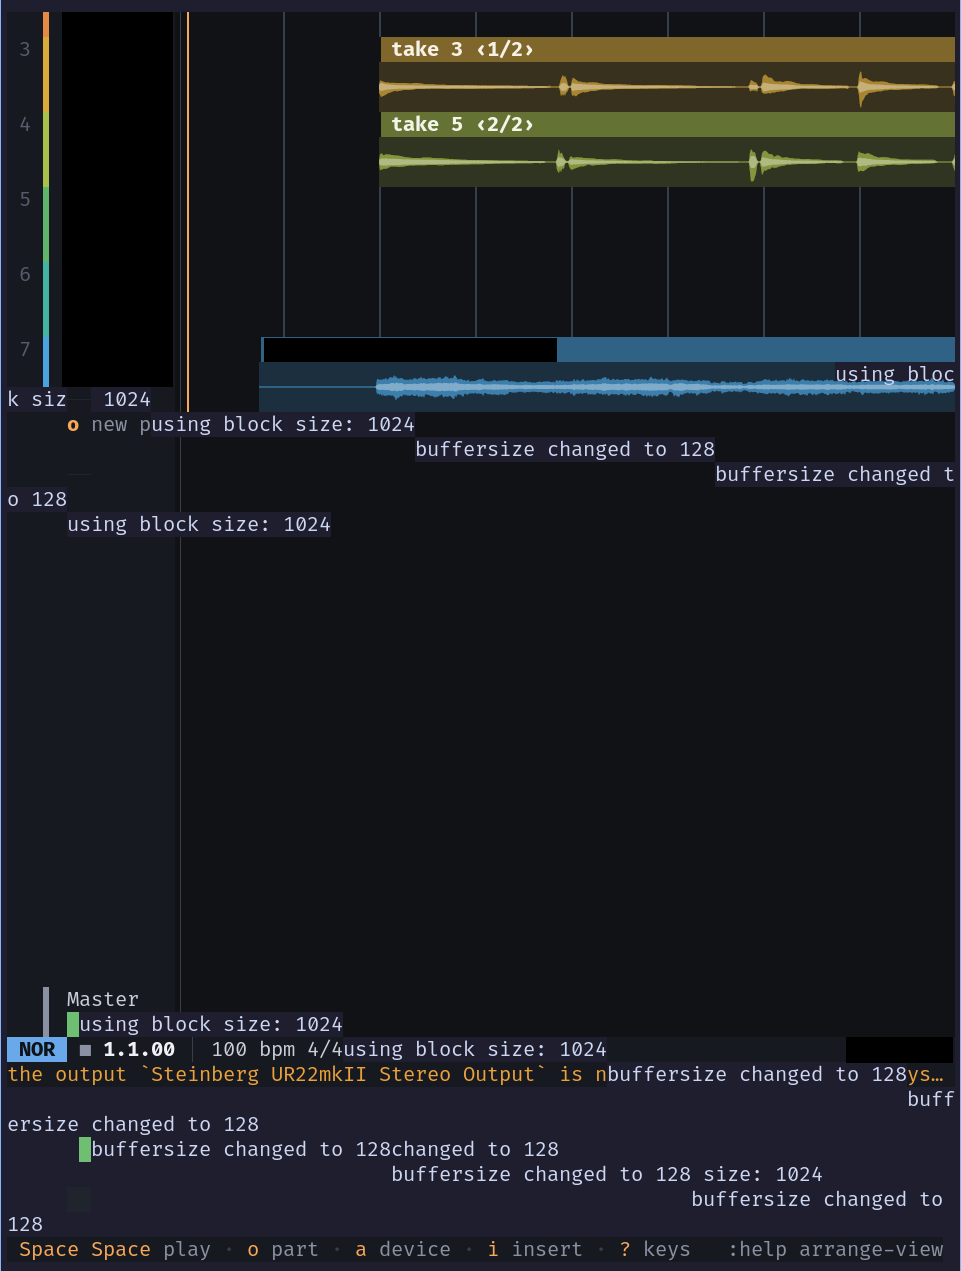 3
take 3 ‹1/2›
4
take 5 ‹2/2›
5
6
7
using bloc
k siz 1024
o new pusing block size: 1024
buffersize changed to 128
buffersize changed t
o 128
using block size: 1024
Master
using block size: 1024
NOR ■ 1.1.00 100 bpm 4/4using block size: 1024
the output `Steinberg UR22mkII Stereo Output` is nbuffersize changed to 128ys…
buff
ersize changed to 128
buffersize changed to 128changed to 128
buffersize changed to 128 size: 1024
buffersize changed to
128
Space Space play · o part · a device · i insert · ? keys :help arrange-view